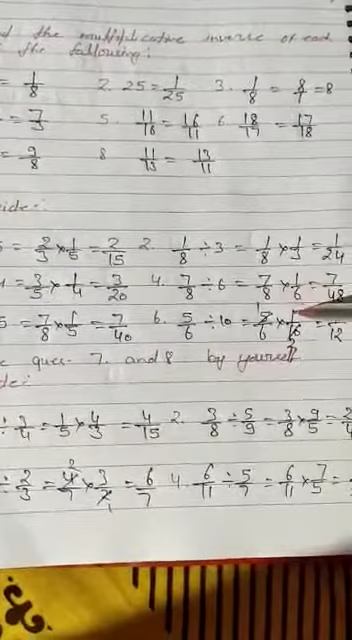 the multiplicative inverse of each
the following:
= 1/8 2. 25 = 1/25 3. 1/8 = 8/1 = 8
= 7/3 5. 11/16 = 16/11 6. 18/17 = 17/18
= 9/8 8 11/13 = 13/11
ide:-
= 2/3 × 1/5 = 2/15 2. 1/8 ÷ 3 = 1/8 × 1/3 = 1/24
= 3/5 × 1/4 = 3/20 4. 7/8 ÷ 6 = 7/8 × 1/6 = 7/48
5 = 7/8 × 1/5 = 7/40 6. 5/6 ÷ 10 = 5/6 × 1/10 = /12
ques. 7. and 8 by yourself
de:-
÷ 3/4 = 1/5 × 4/3 = 4/15 2. 3/8 ÷ 5/9 = 3/8 × 9/5 = 2
÷ 2/3 = 4/7 × 3/2 = 6/7 4. 6/11 ÷ 5/7 = 6/11 × 7/5 =